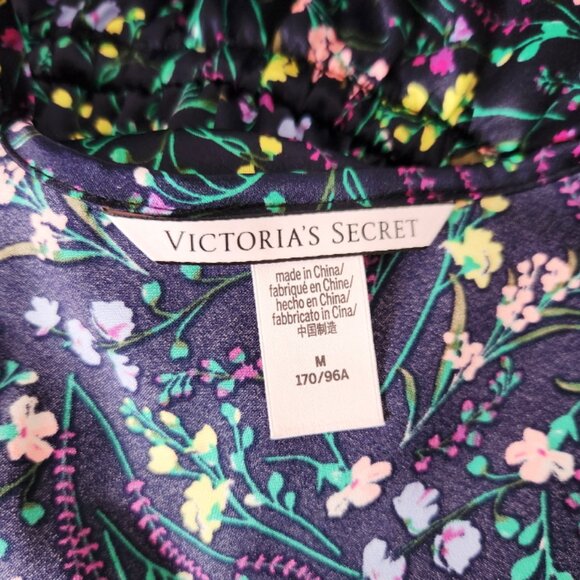 VICTORIA'S SECRET
made in China/
fabriqué en Chine/
hecho en China/
fabbricato in Cina/
中国制造
M
170/96A